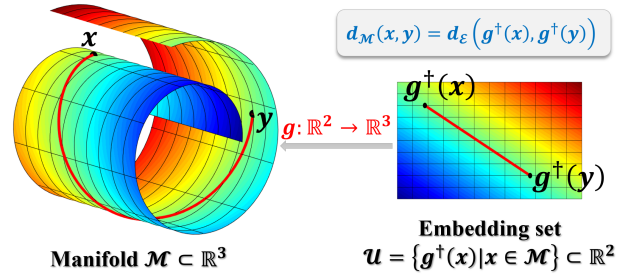 d_ℳ(x, y) = d_ℰ(g†(x), g†(y))
x
y
g: ℝ² → ℝ³
g†(x)
g†(y)
Manifold ℳ ⊂ ℝ³
Embedding set
𝒰 = {g†(x)|x ∈ ℳ} ⊂ ℝ²